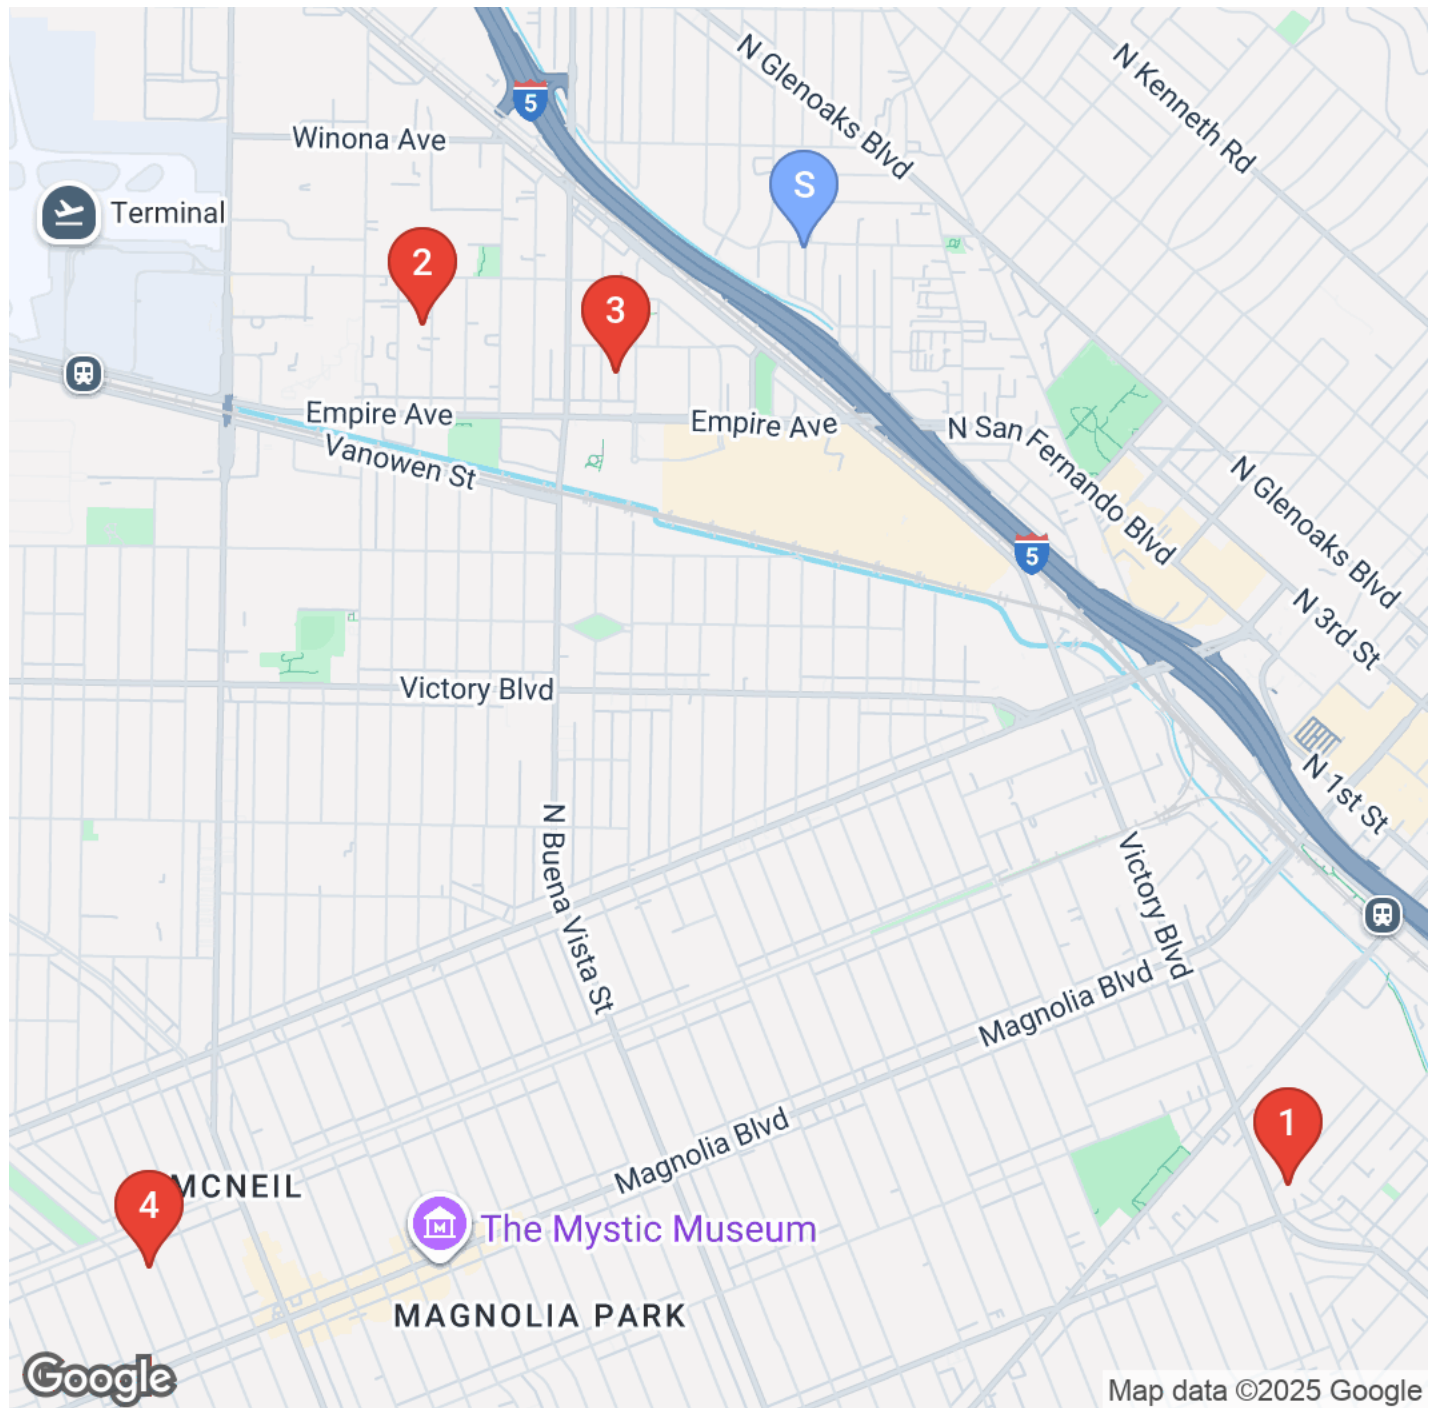 N Glenoaks Blvd
N Kenneth Rd
5
Winona Ave
S
Terminal
2
3
Empire Ave
Empire Ave
N San Fernando Blvd
Vanowen St
N Glenoaks Blvd
5
N 3rd St
Victory Blvd
N 1st St
N Buena Vista St
Victory Blvd
Magnolia Blvd
1
Magnolia Blvd
MCNEIL
4
M
The Mystic Museum
MAGNOLIA PARK
Google
Map data ©2025 Google